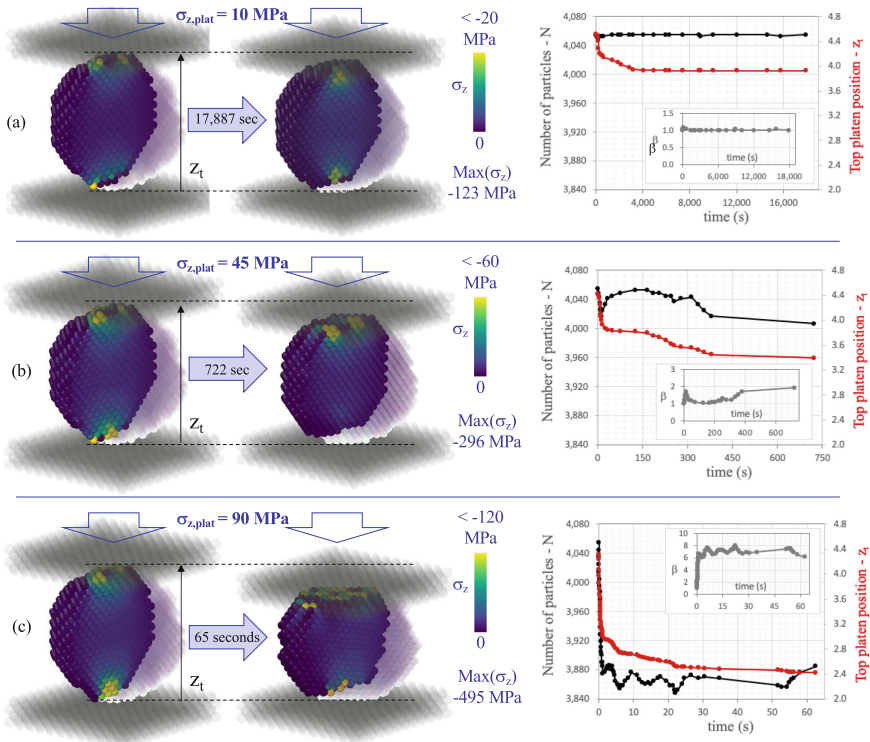 σz,plat = 10 MPa
< -20
MPa
σz
0
Max(σz)
-123 MPa
(a)
17,887 sec
zt
Number of particles - N
4,080
4,040
4,000
3,960
3,920
3,880
3,840
4.8
4.4
4.0
3.6
3.2
2.8
2.4
2.0
Top platen position - zt
β
β
1.5
1.0
0.5
0.0
time (s)
0 6,000 12,000 18,000
0 4,000 8,000 12,000 16,000
time (s)
σz,plat = 45 MPa
< -60
MPa
σz
0
Max(σz)
-296 MPa
(b)
722 sec
zt
Number of particles - N
4,080
4,040
4,000
3,960
3,920
3,880
3,840
4.8
4.4
4.0
3.6
3.2
2.8
2.4
2.0
Top platen position - zt
β
3
2
1
0
time (s)
0 200 400 600
0 150 300 450 600 750
time (s)
σz,plat = 90 MPa
< -120
MPa
σz
0
Max(σz)
-495 MPa
(c)
65 seconds
zt
Number of particles - N
4,080
4,040
4,000
3,960
3,920
3,880
3,840
4.8
4.4
4.0
3.6
3.2
2.8
2.4
2.0
Top platen position - zt
β
10
8
6
4
2
0
time (s)
0 15 30 45 60
0 10 20 30 40 50 60
time (s)